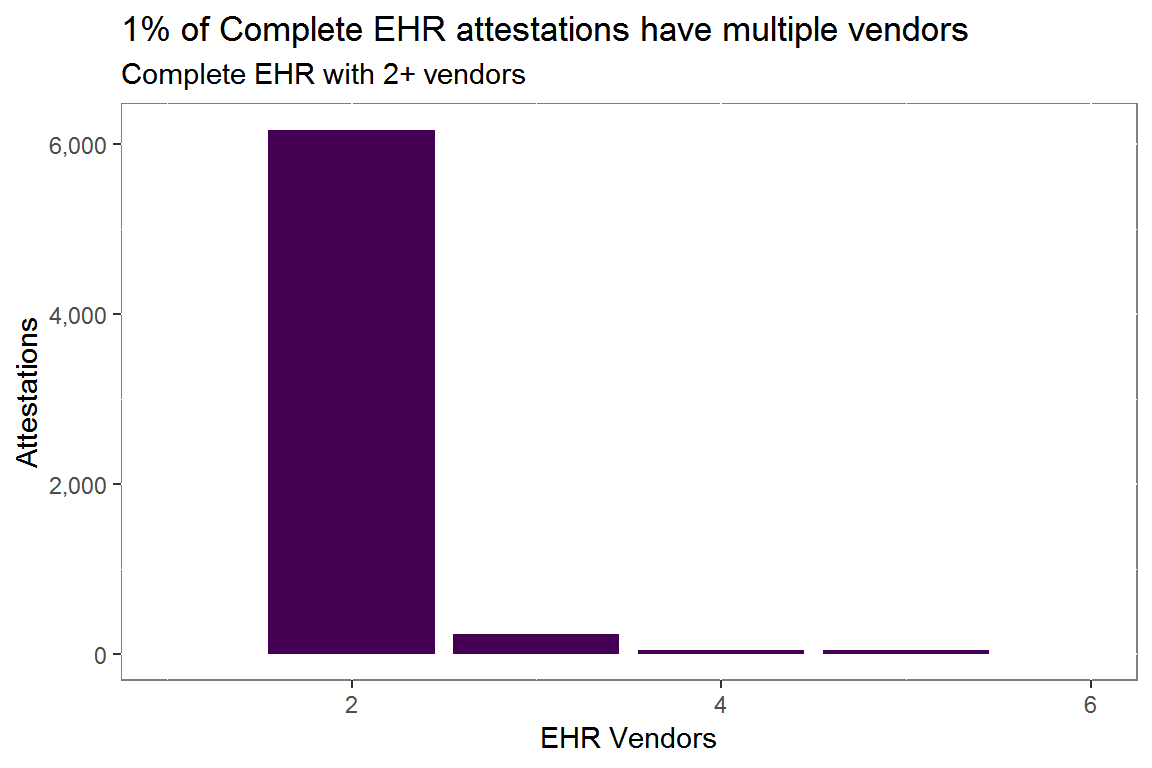 1% of Complete EHR attestations have multiple vendors
Complete EHR with 2+ vendors
6,000
4,000
2,000
0
Attestations
2 4 6
EHR Vendors